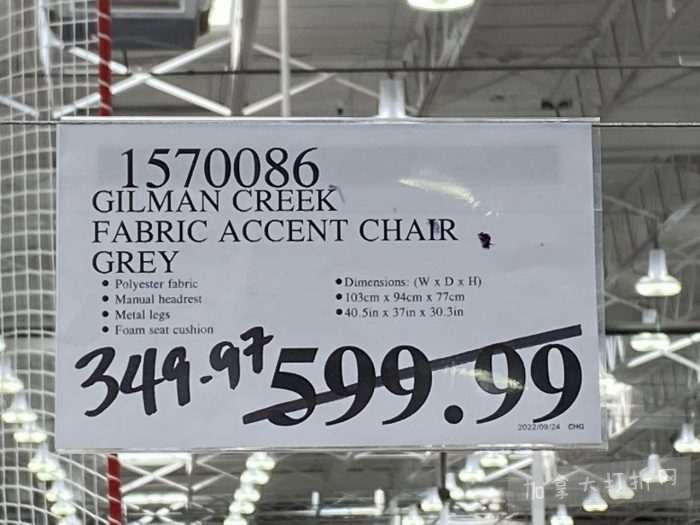 1570086
GILMAN CREEK
FABRIC ACCENT CHAIR
GREY
• Polyester fabric
• Manual headrest
• Metal legs
• Foam seat cushion
• Dimensions: (W x D x H)
• 103cm x 94cm x 77cm
• 40.5in x 37in x 30.3in
349.97
599.99
2022/09/24 CHG
加拿大打折网